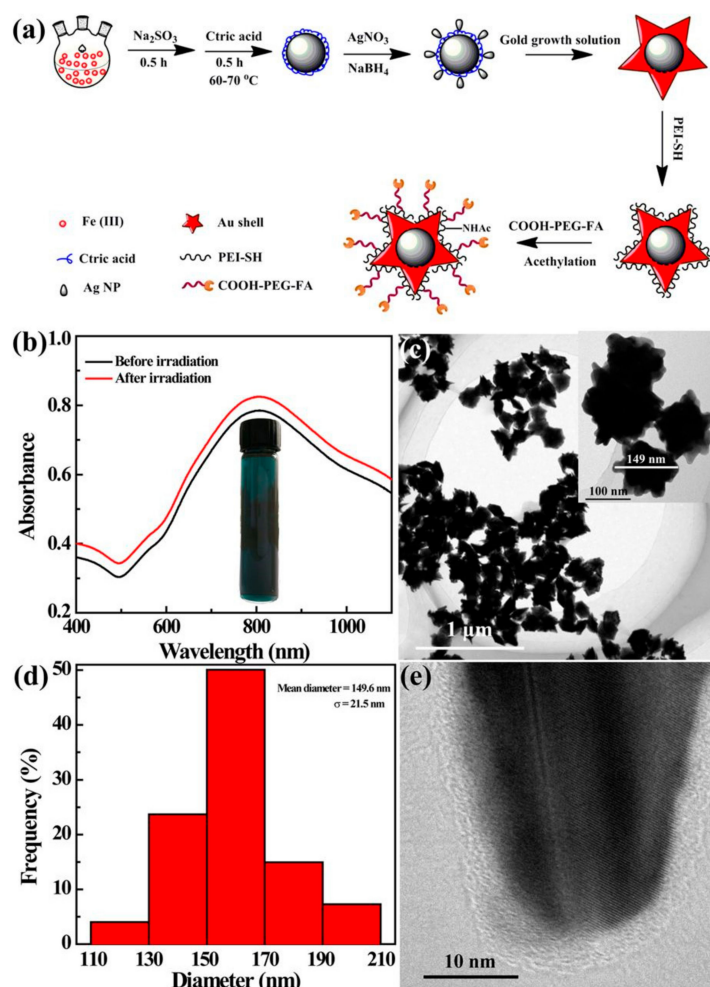 (a)
Na₂SO₃
0.5 h
Ctric acid
0.5 h
60-70 °C
AgNO₃
NaBH₄
Gold growth solution
PEI-SH
COOH-PEG-FA
Acethylation
NHAc
Fe (III)
Au shell
Ctric acid
PEI-SH
Ag NP
COOH-PEG-FA
(b)
1.0
0.8
0.6
0.4
0.2
Absorbance
Before irradiation
After irradiation
400 600 800 1000
Wavelength (nm)
(c)
149 nm
100 nm
1 μm
(d)
50
40
30
20
10
0
Frequency (%)
Mean diameter = 149.6 nm
σ = 21.5 nm
110 130 150 170 190 210
Diameter (nm)
(e)
10 nm